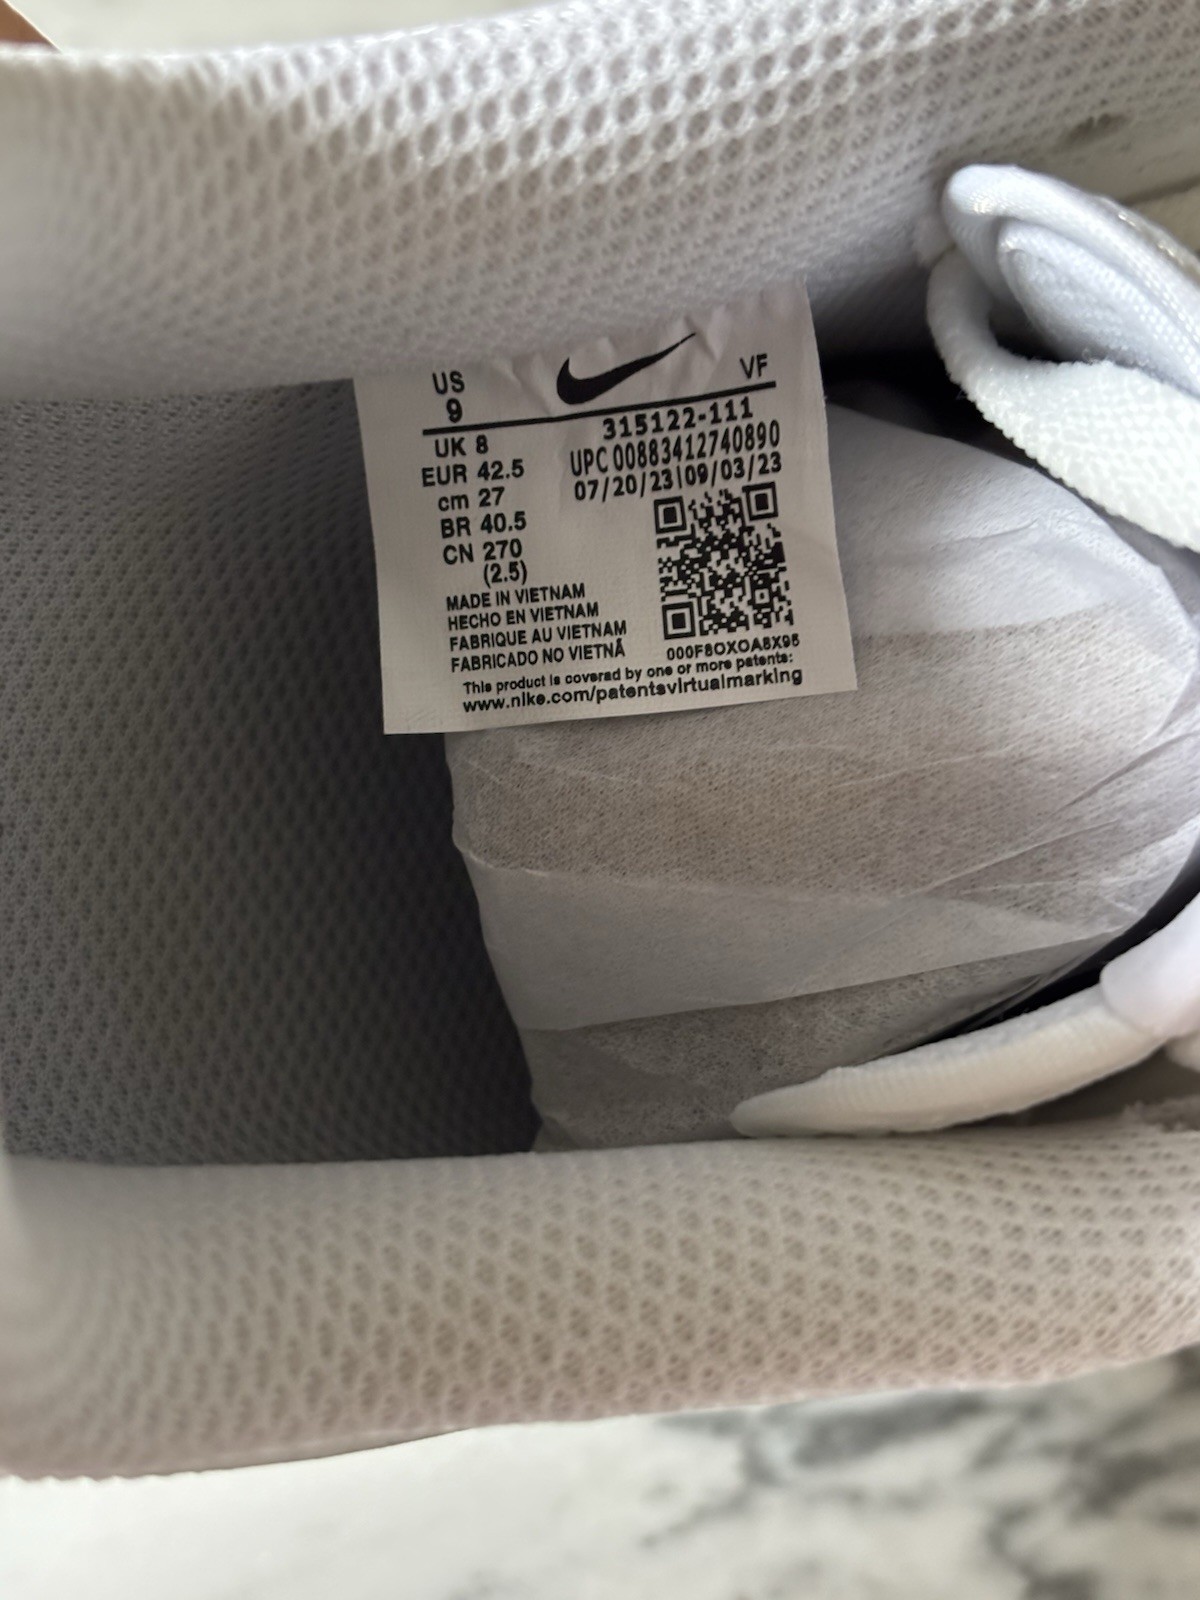 US
9
VF
315122-111
UPC 00883412740890
07/20/23|09/03/23
UK 8
EUR 42.5
cm 27
BR 40.5
CN 270
(2.5)
MADE IN VIETNAM
HECHO EN VIETNAM
FABRIQUE AU VIETNAM
FABRICADO NO VIETNÃ
000F8OXOA8X95
This product is covered by one or more patents:
www.nike.com/patentsvirtualmarking